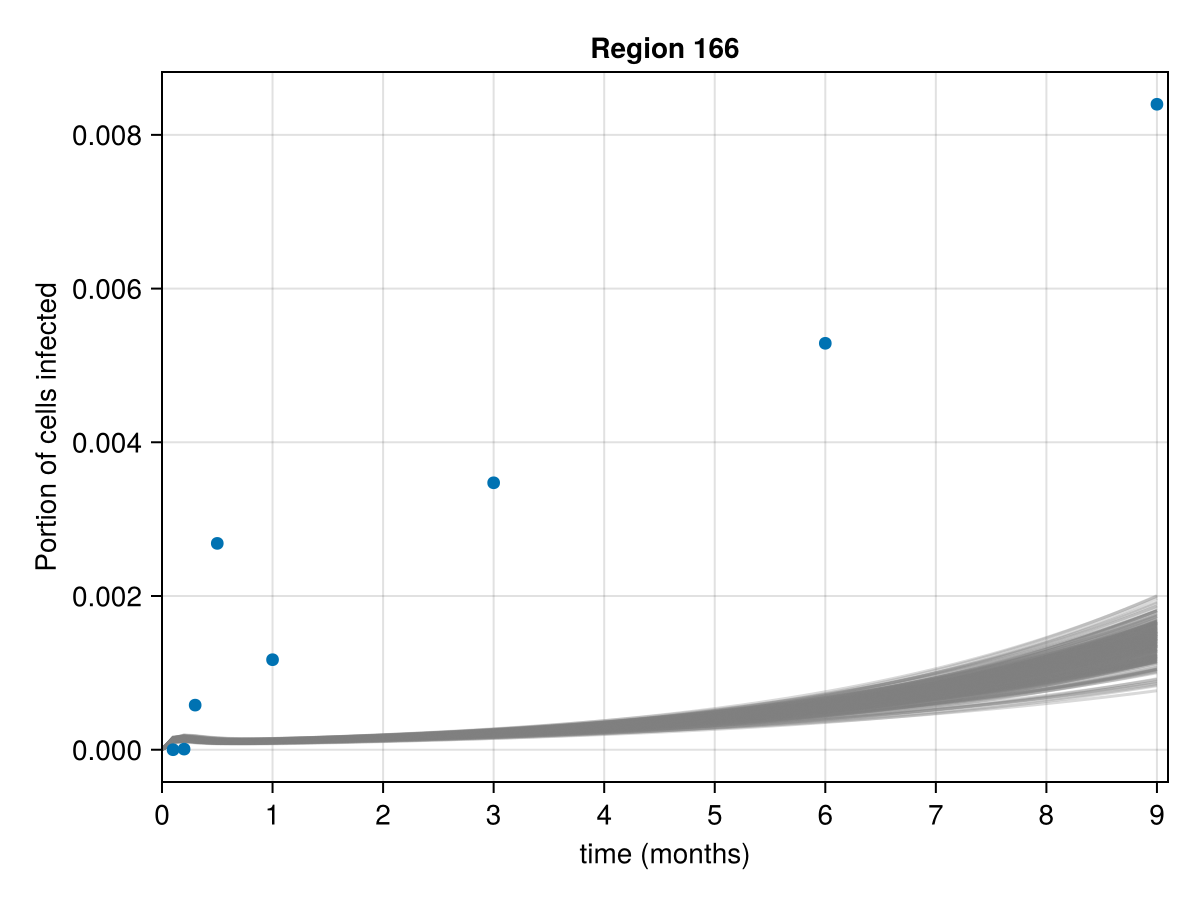 Region 166
Portion of cells infected
0.008
0.006
0.004
0.002
0.000
0 1 2 3 4 5 6 7 8 9
time (months)